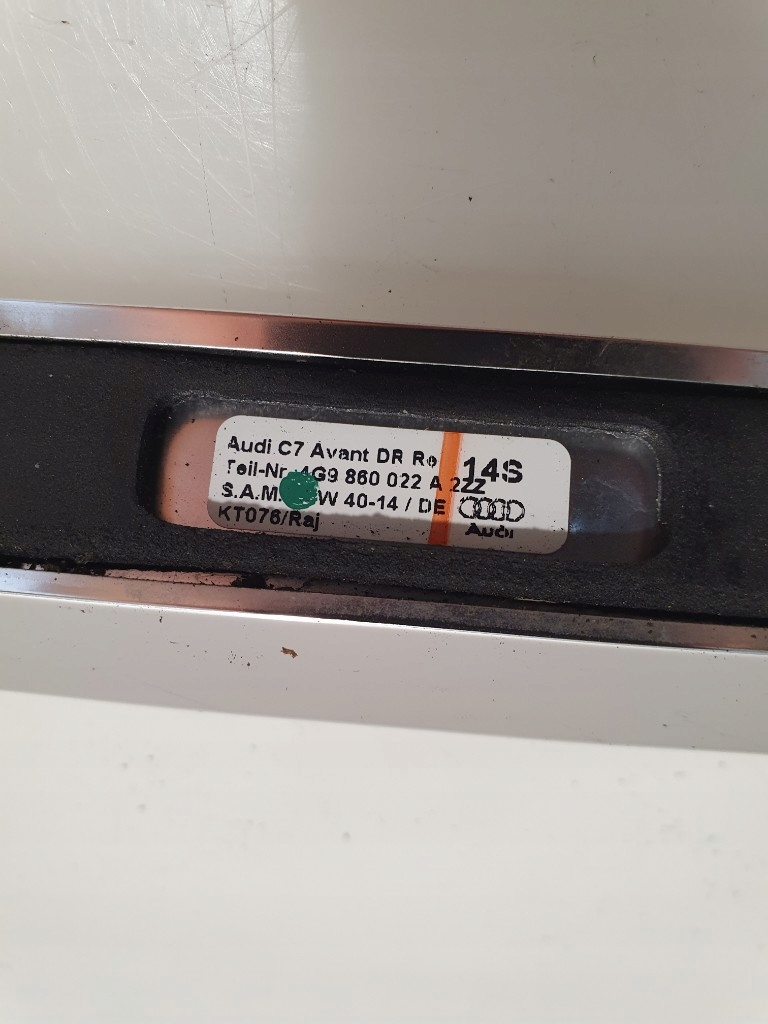 Audi C7 Avant DR Re
14S
Teil-Nr. 4G9 860 022 A 2ZZ
S.A.M. W 40-14 / DE
KT076/Raj
Audi